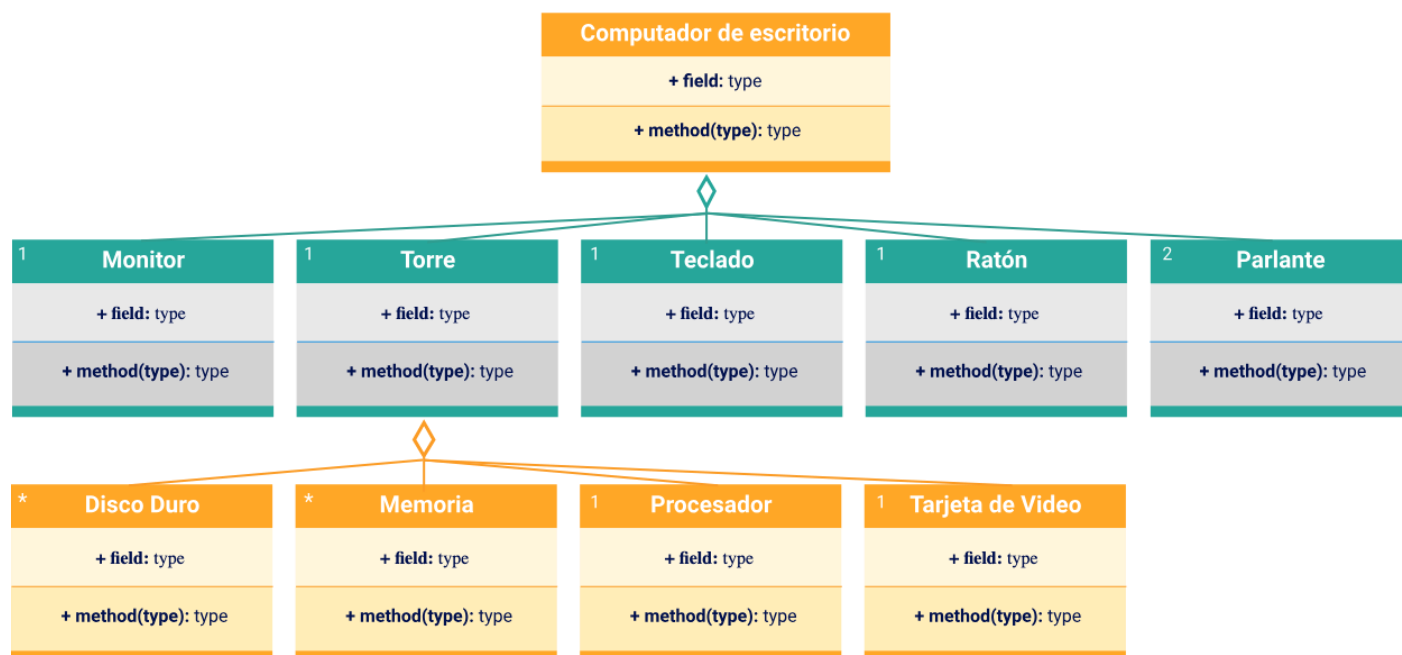 Computador de escritorio
+ field: type
+ method(type): type
1 Monitor
+ field: type
+ method(type): type
1 Torre
+ field: type
+ method(type): type
1 Teclado
+ field: type
+ method(type): type
1 Ratón
+ field: type
+ method(type): type
2 Parlante
+ field: type
+ method(type): type
* Disco Duro
+ field: type
+ method(type): type
* Memoria
+ field: type
+ method(type): type
1 Procesador
+ field: type
+ method(type): type
1 Tarjeta de Video
+ field: type
+ method(type): type